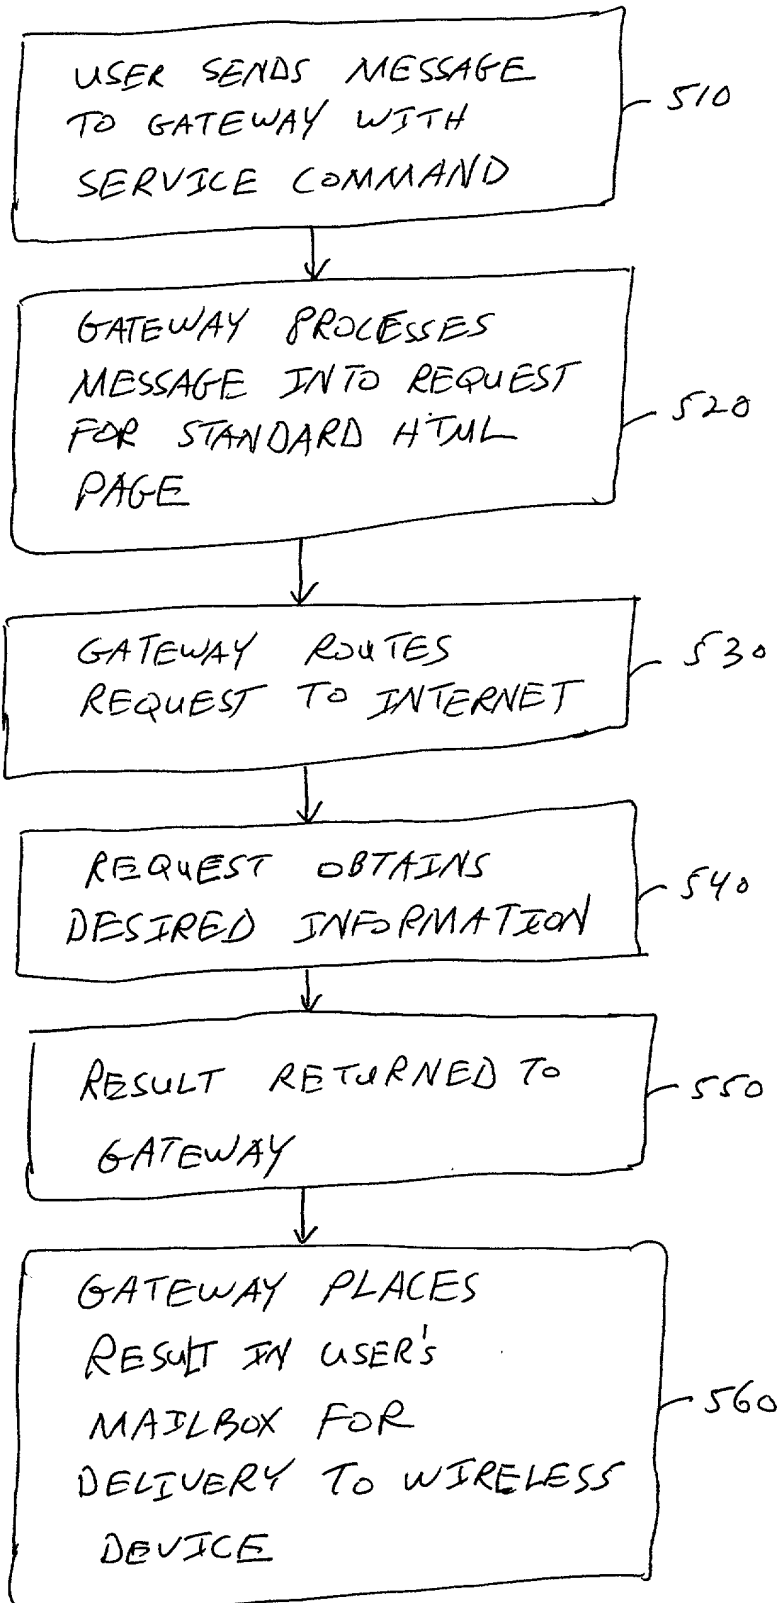 USER SENDS MESSAGE
TO GATEWAY WITH
SERVICE COMMAND
510
GATEWAY PROCESSES
MESSAGE INTO REQUEST
FOR STANDARD HTML
PAGE
520
GATEWAY ROUTES
REQUEST TO INTERNET
530
REQUEST OBTAINS
DESIRED INFORMATION
540
RESULT RETURNED TO
GATEWAY
550
GATEWAY PLACES
RESULT IN USER'S
MAILBOX FOR
DELIVERY TO WIRELESS
DEVICE
560